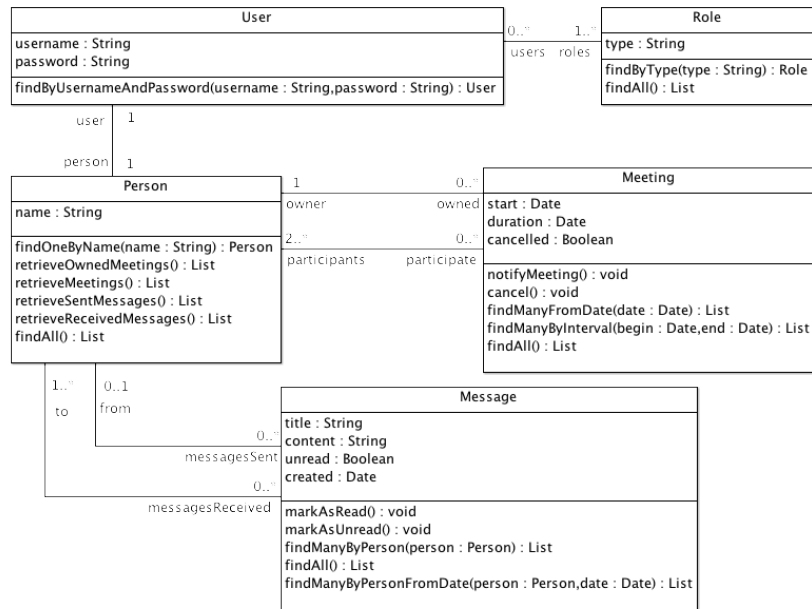 User
username : String
password : String
findByUsernameAndPassword(username : String,password : String) : User
0..*
1..*
users
roles
Role
type : String
findByType(type : String) : Role
findAll() : List
user
1
person
1
Person
name : String
findOneByName(name : String) : Person
retrieveOwnedMeetings() : List
retrieveMeetings() : List
retrieveSentMessages() : List
retrieveReceivedMessages() : List
findAll() : List
1
0..*
owner
owned
2..*
0..*
participants
participate
Meeting
start : Date
duration : Date
cancelled : Boolean
notifyMeeting() : void
cancel() : void
findManyFromDate(date : Date) : List
findManyByInterval(begin : Date,end : Date) : List
findAll() : List
1..*
0..1
to
from
0..*
messagesSent
0..*
messagesReceived
Message
title : String
content : String
unread : Boolean
created : Date
markAsRead() : void
markAsUnread() : void
findManyByPerson(person : Person) : List
findAll() : List
findManyByPersonFromDate(person : Person,date : Date) : List